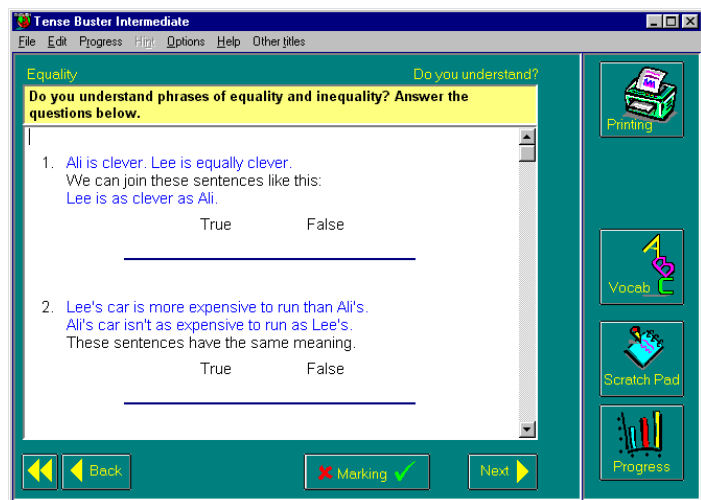 Tense Buster Intermediate
File Edit Progress Hint Options Help Other titles
Equality Do you understand?
Do you understand phrases of equality and inequality? Answer the
questions below.
1. Ali is clever. Lee is equally clever.
We can join these sentences like this:
Lee is as clever as Ali.
True False
2. Lee's car is more expensive to run than Ali's.
Ali's car isn't as expensive to run as Lee's.
These sentences have the same meaning.
True False
Back Marking Next
Printing
A
B
Vocab C
Scratch Pad
Progress